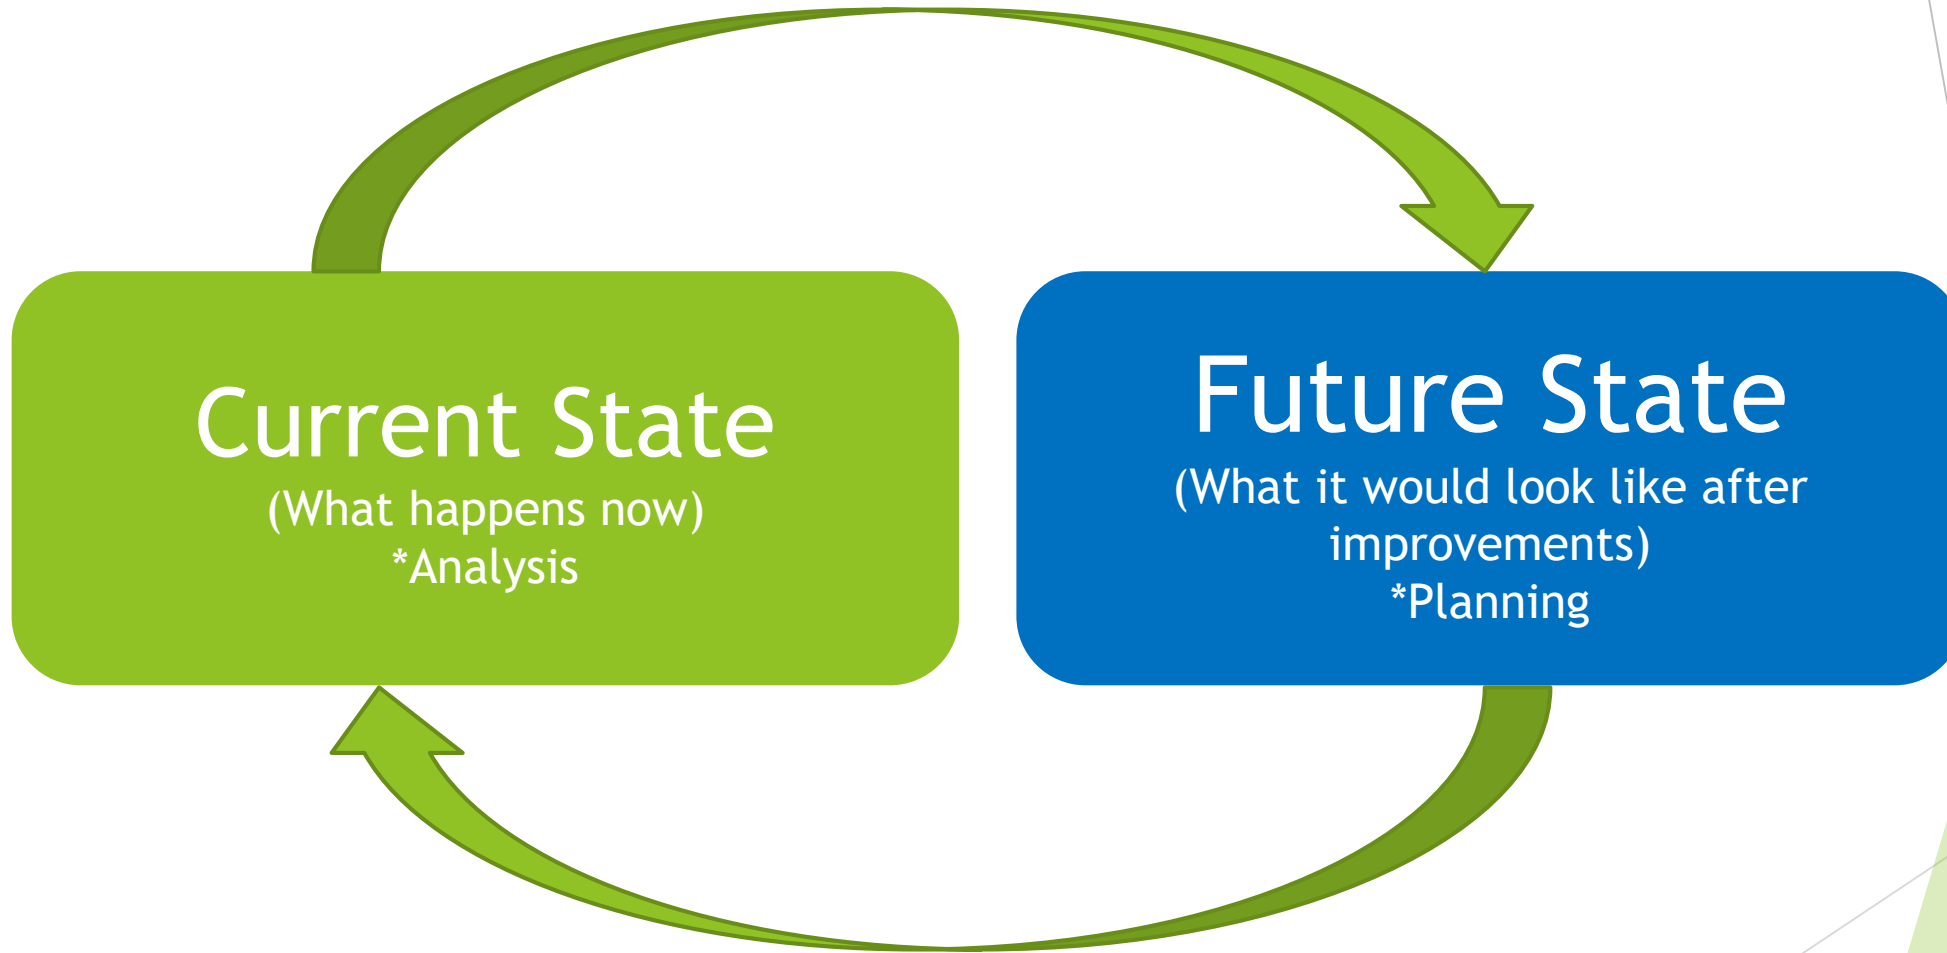 Current State
(What happens now)
*Analysis
Future State
(What it would look like after
improvements)
*Planning